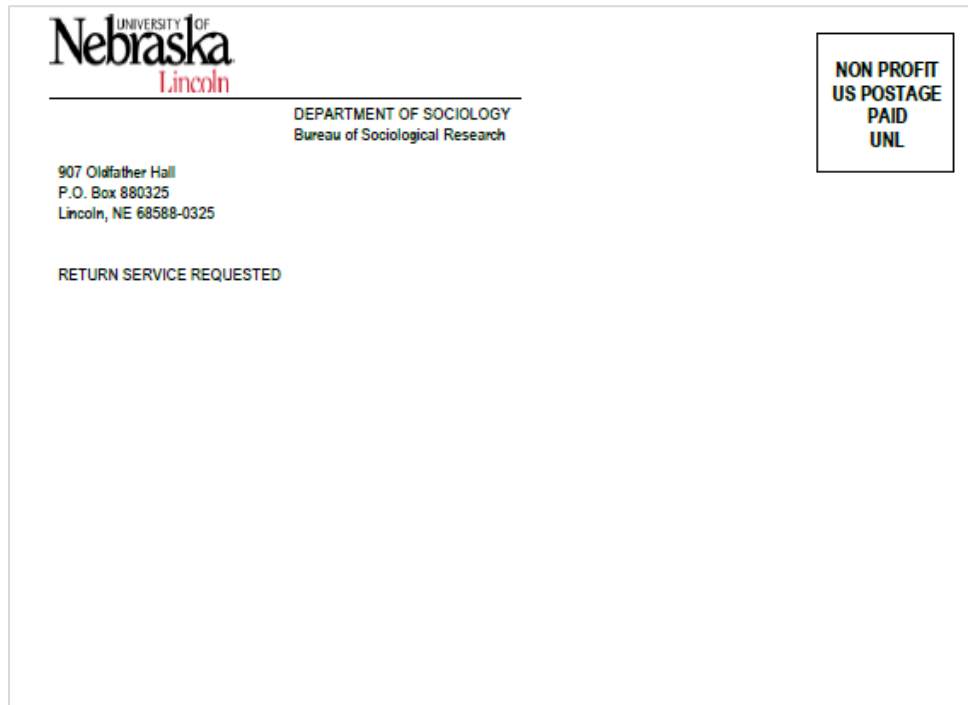 UNIVERSITY OF
Nebraska
Lincoln
DEPARTMENT OF SOCIOLOGY
Bureau of Sociological Research
907 Oldfather Hall
P.O. Box 880325
Lincoln, NE 68588-0325
RETURN SERVICE REQUESTED
NON PROFIT
US POSTAGE
PAID
UNL